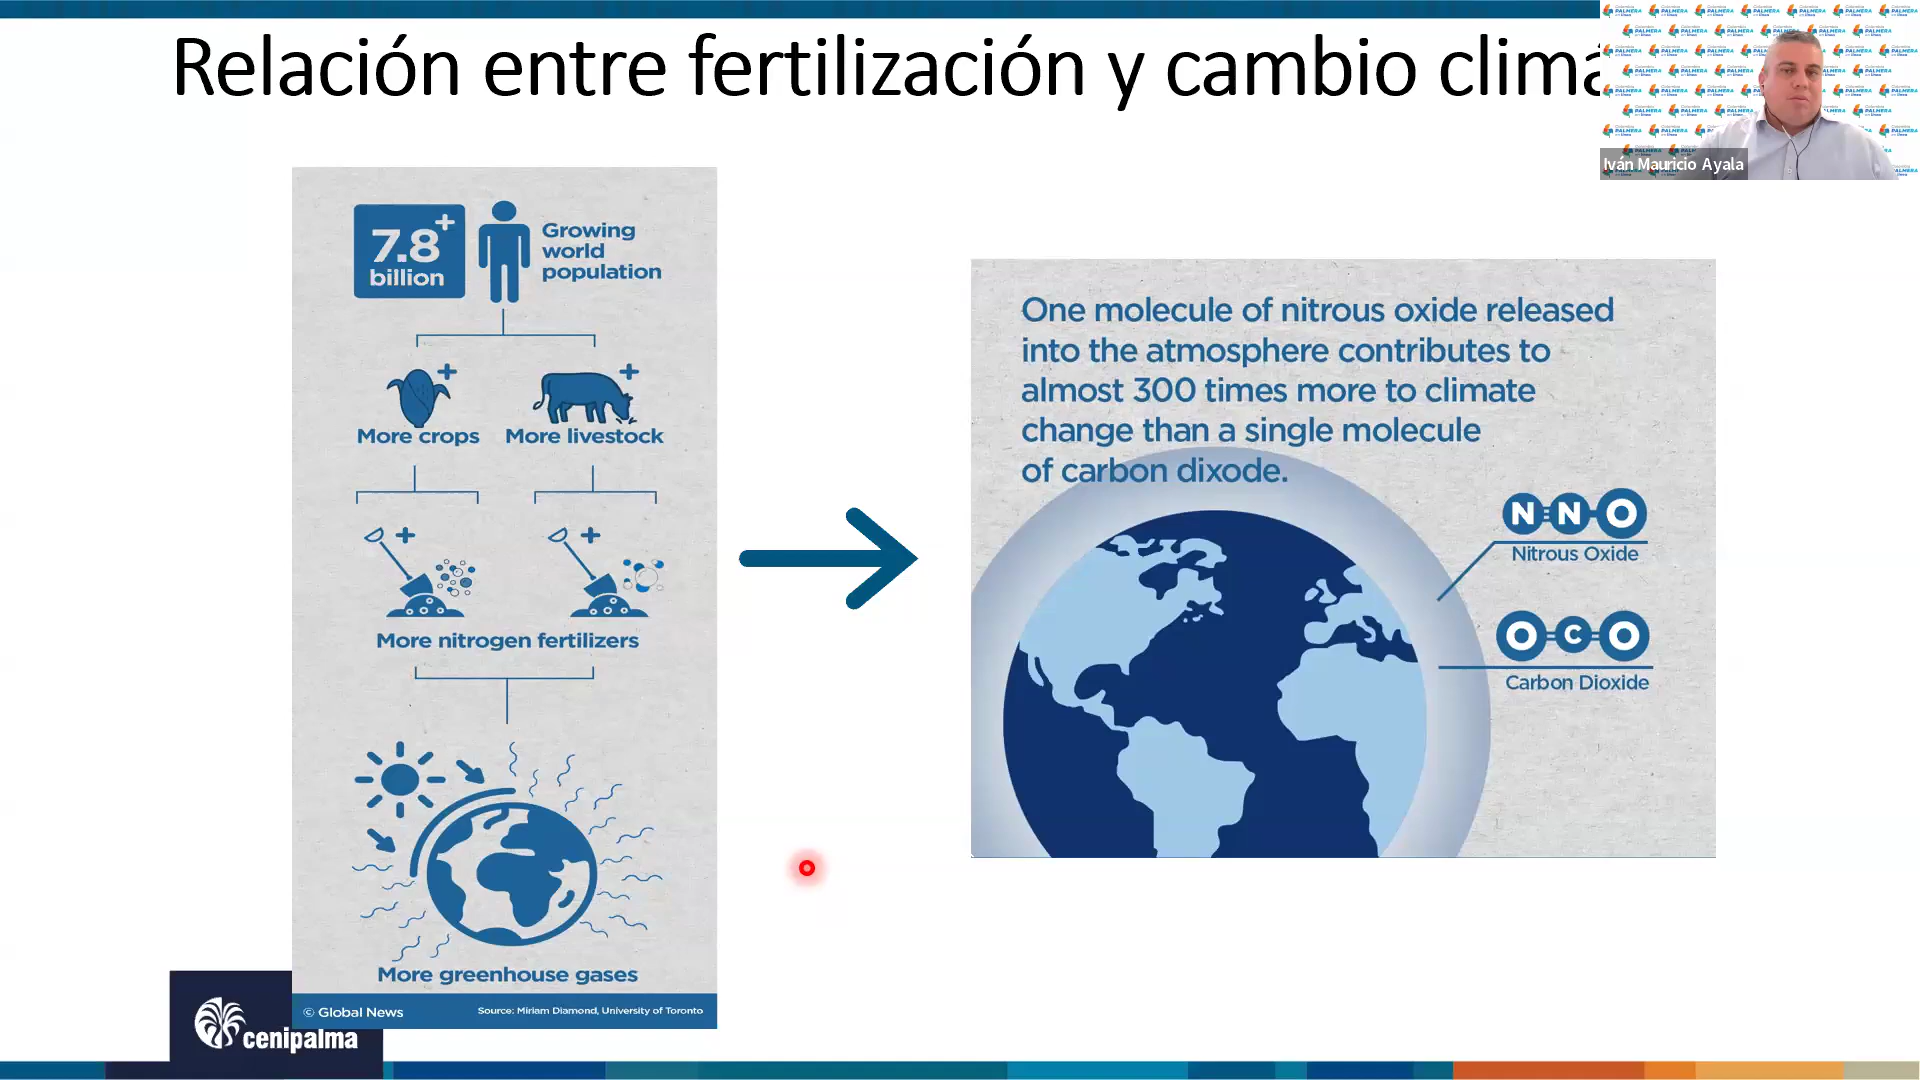 Relación entre fertilización y cambio climá
Iván Mauricio Ayala
7.8+
billion
Growing
world
population
More crops
More livestock
More nitrogen fertilizers
More greenhouse gases
© Global News
Source: Miriam Diamond, University of Toronto
One molecule of nitrous oxide released
into the atmosphere contributes to
almost 300 times more to climate
change than a single molecule
of carbon dixode.
N N O
Nitrous Oxide
O C O
Carbon Dioxide
cenipalma